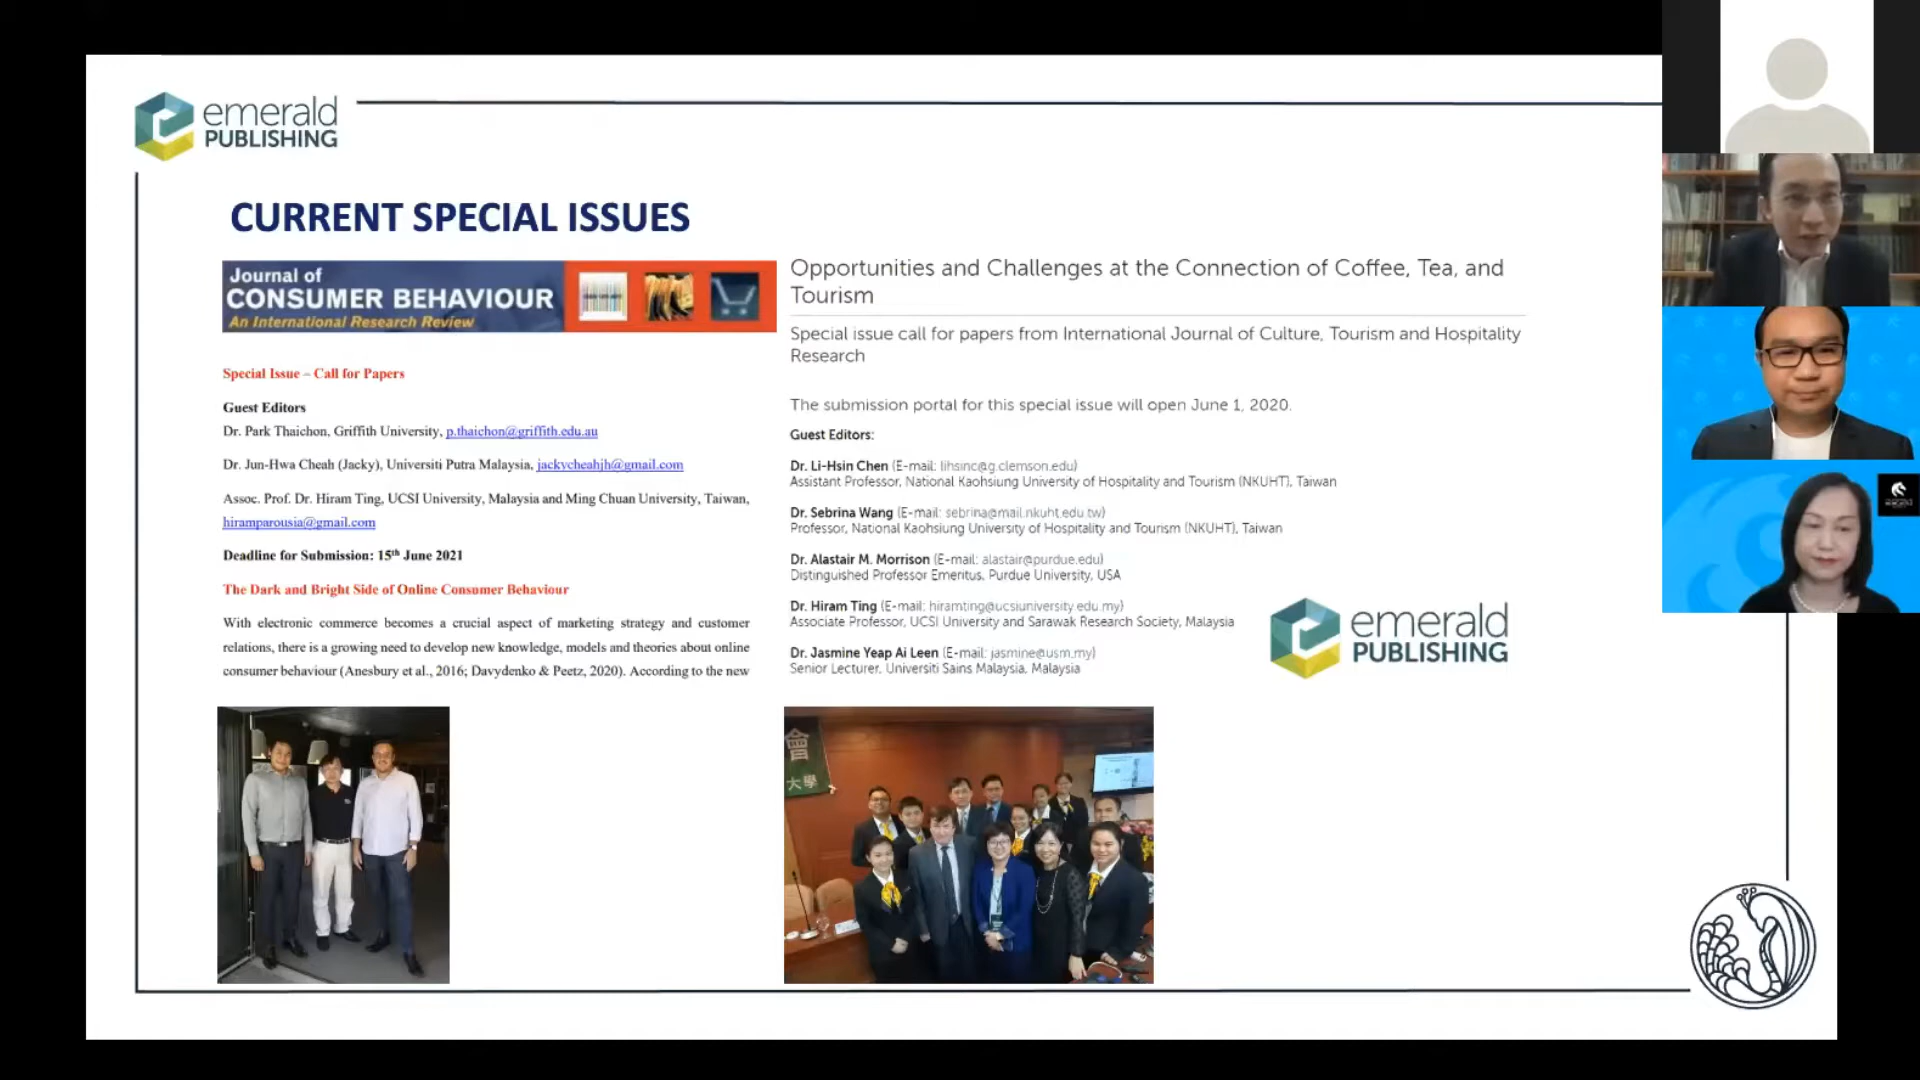 emerald
PUBLISHING
CURRENT SPECIAL ISSUES
Journal of
CONSUMER BEHAVIOUR
An International Research Review
Special Issue – Call for Papers
Guest Editors
Dr. Park Thaichon, Griffith University, p.thaichon@griffith.edu.au
Dr. Jun-Hwa Cheah (Jacky), Universiti Putra Malaysia, jackycheahjh@gmail.com
Assoc. Prof. Dr. Hiram Ting, UCSI University, Malaysia and Ming Chuan University, Taiwan,
hiramparousia@gmail.com
Deadline for Submission: 15th June 2021
The Dark and Bright Side of Online Consumer Behaviour
With electronic commerce becomes a crucial aspect of marketing strategy and customer
relations, there is a growing need to develop new knowledge, models and theories about online
consumer behaviour (Anesbury et al., 2016; Davydenko & Peetz, 2020). According to the new
Opportunities and Challenges at the Connection of Coffee, Tea, and
Tourism
Special issue call for papers from International Journal of Culture, Tourism and Hospitality
Research
The submission portal for this special issue will open June 1, 2020.
Guest Editors:
Dr. Li-Hsin Chen (E-mail: lihsinc@g.clemson.edu)
Assistant Professor, National Kaohsiung University of Hospitality and Tourism (NKUHT), Taiwan
Dr. Sebrina Wang (E-mail: sebrina@mail.nkuht.edu.tw)
Professor, National Kaohsiung University of Hospitality and Tourism (NKUHT), Taiwan
Dr. Alastair M. Morrison (E-mail: alastair@purdue.edu)
Distinguished Professor Emeritus, Purdue University, USA
Dr. Hiram Ting (E-mail: hiramting@ucsiuniversity.edu.my)
Associate Professor, UCSI University and Sarawak Research Society, Malaysia
Dr. Jasmine Yeap Ai Leen (E-mail: jasmine@usm.my)
Senior Lecturer, Universiti Sains Malaysia, Malaysia
emerald
PUBLISHING
會
大學